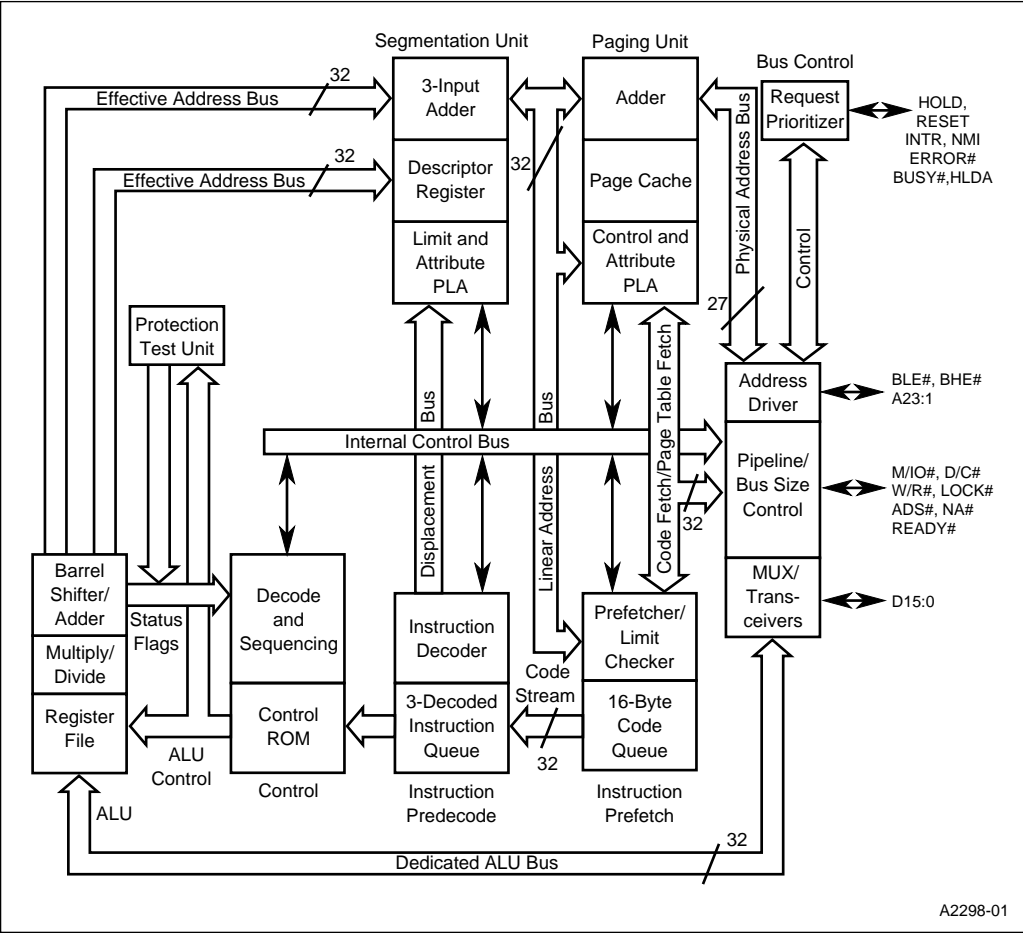 Segmentation Unit
Paging Unit
Bus Control
3-Input
Adder
Descriptor
Register
Limit and
Attribute
PLA
Adder
Page Cache
Control and
Attribute
PLA
Request
Prioritizer
HOLD,
RESET
INTR, NMI
ERROR#
BUSY#,HLDA
Effective Address Bus
32
Effective Address Bus
32
32
Physical Address Bus
27
Control
Protection
Test Unit
Address
Driver
Pipeline/
Bus Size
Control
MUX/
Trans-
ceivers
BLE#, BHE#
A23:1
M/IO#, D/C#
W/R#, LOCK#
ADS#, NA#
READY#
D15:0
Internal Control Bus
Displacement Bus
Linear Address Bus
Code Fetch/Page Table Fetch
32
Barrel
Shifter/
Adder
Multiply/
Divide
Register
File
Status
Flags
Decode
and
Sequencing
Control
ROM
Instruction
Decoder
3-Decoded
Instruction
Queue
Code
Stream
32
Prefetcher/
Limit
Checker
16-Byte
Code
Queue
ALU
Control
Control
Instruction
Predecode
Instruction
Prefetch
ALU
Dedicated ALU Bus
32
A2298-01